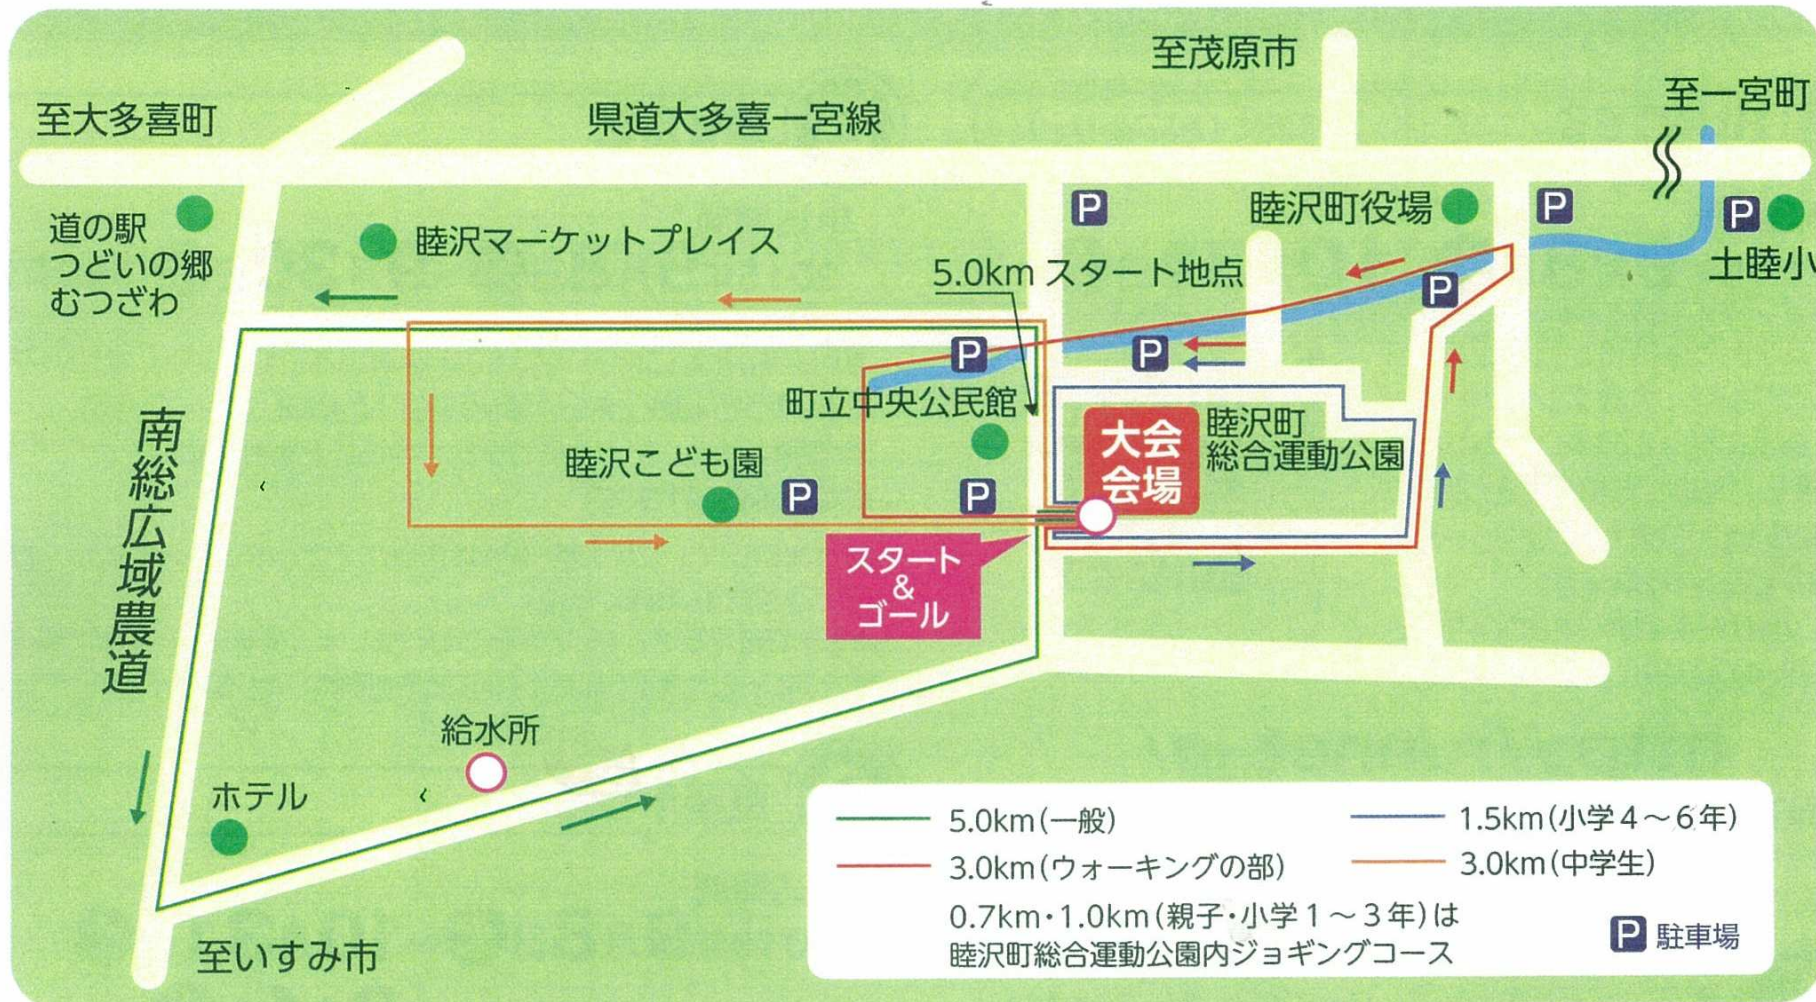 至茂原市
至一宮町
至大多喜町
県道大多喜一宮線
道の駅
つどいの郷
むつざわ
睦沢マーケットプレイス
P
睦沢町役場
P
P
土睦小
5.0km スタート地点
P
P
P
町立中央公民館
大会
会場
睦沢町
総合運動公園
睦沢こども園
P
P
南総広域農道
スタート
&
ゴール
給水所
ホテル
至いすみ市
5.0km(一般)
1.5km(小学4～6年)
3.0km(ウォーキングの部)
3.0km(中学生)
0.7km・1.0km(親子・小学1～3年)は
睦沢町総合運動公園内ジョギングコース
P 駐車場